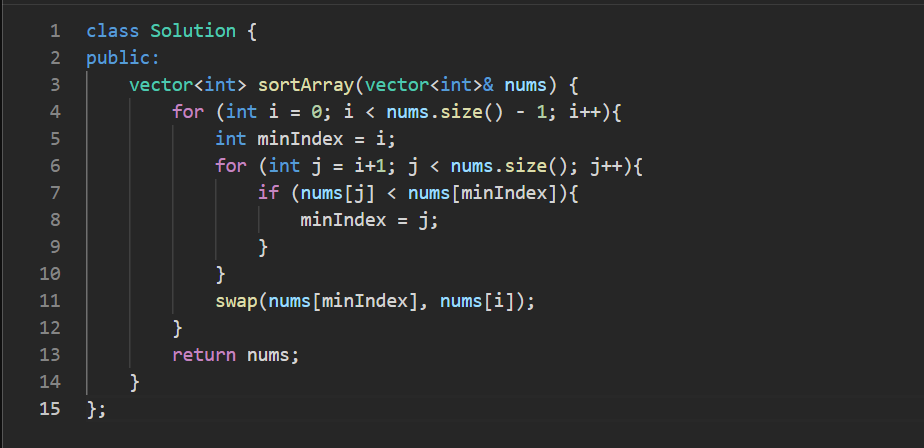 1 class Solution {
2 public:
3     vector<int> sortArray(vector<int>& nums) {
4         for (int i = 0; i < nums.size() - 1; i++){
5             int minIndex = i;
6             for (int j = i+1; j < nums.size(); j++){
7                 if (nums[j] < nums[minIndex]){
8                     minIndex = j;
9                 }
10             }
11             swap(nums[minIndex], nums[i]);
12         }
13         return nums;
14     }
15 };